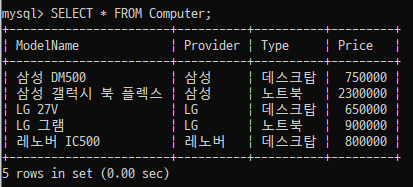 mysql> SELECT * FROM Computer;
+---------------------+----------+----------+---------+
| ModelName           | Provider | Type     | Price   |
+---------------------+----------+----------+---------+
| 삼성 DM500          | 삼성     | 데스크탑 |  750000 |
| 삼성 갤럭시 북 플렉스 | 삼성     | 노트북   | 2300000 |
| LG 27V              | LG       | 데스크탑 |  650000 |
| LG 그램             | LG       | 노트북   |  900000 |
| 레노버 IC500        | 레노버   | 데스크탑 |  800000 |
+---------------------+----------+----------+---------+
5 rows in set (0.00 sec)